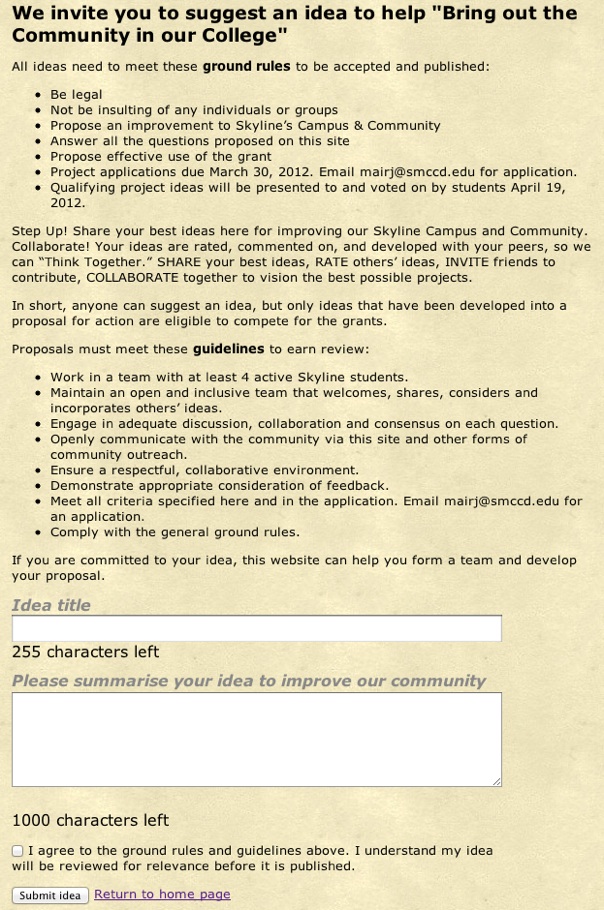 We invite you to suggest an idea to help "Bring out the
Community in our College"
All ideas need to meet these ground rules to be accepted and published:
• Be legal
• Not be insulting of any individuals or groups
• Propose an improvement to Skyline’s Campus & Community
• Answer all the questions proposed on this site
• Propose effective use of the grant
• Project applications due March 30, 2012. Email mairj@smccd.edu for application.
• Qualifying project ideas will be presented to and voted on by students April 19,
2012.
Step Up! Share your best ideas here for improving our Skyline Campus and Community.
Collaborate! Your ideas are rated, commented on, and developed with your peers, so we
can “Think Together.” SHARE your best ideas, RATE others’ ideas, INVITE friends to
contribute, COLLABORATE together to vision the best possible projects.
In short, anyone can suggest an idea, but only ideas that have been developed into a
proposal for action are eligible to compete for the grants.
Proposals must meet these guidelines to earn review:
• Work in a team with at least 4 active Skyline students.
• Maintain an open and inclusive team that welcomes, shares, considers and
incorporates others’ ideas.
• Engage in adequate discussion, collaboration and consensus on each question.
• Openly communicate with the community via this site and other forms of
community outreach.
• Ensure a respectful, collaborative environment.
• Demonstrate appropriate consideration of feedback.
• Meet all criteria specified here and in the application. Email mairj@smccd.edu for
an application.
• Comply with the general ground rules.
If you are committed to your idea, this website can help you form a team and develop
your proposal.
Idea title
255 characters left
Please summarise your idea to improve our community
1000 characters left
I agree to the ground rules and guidelines above. I understand my idea
will be reviewed for relevance before it is published.
Submit idea Return to home page